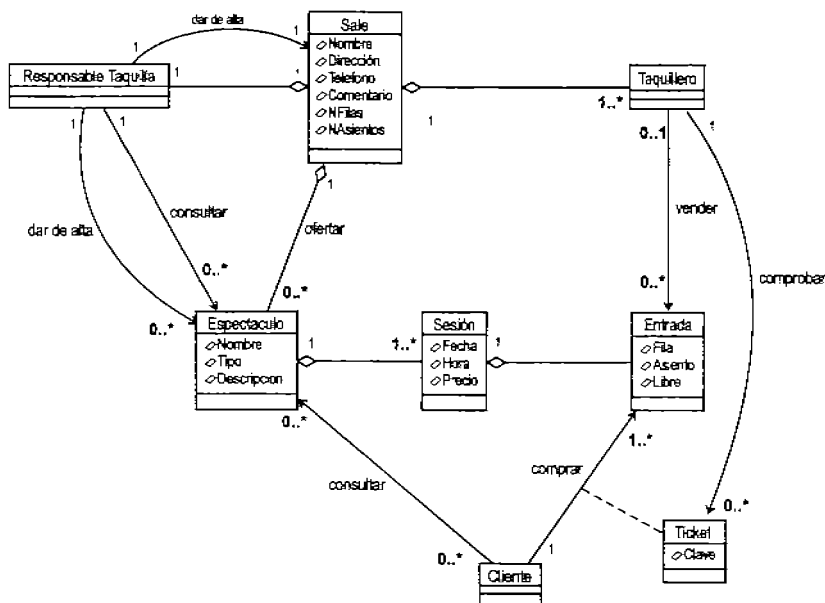 dar de alta
1
1
Sale
Nombre
Dirección
Telefono
Comentario
NFilas
NAsientos
Responsable Taquilla
1
1
1
1
1
Taquillero
1..*
0..1
1
1
consultar
dar de alta
ofertar
vender
comprobar
0..*
0..*
0..*
0..*
Espectaculo
Nombre
Tipo
Descripcion
1
1..*
Sesión
Fecha
Hora
Precio
1
Entrada
Fila
Asiento
Libre
0..*
1..*
consultar
comprar
0..*
0..*
1
Cliente
Ticket
Clave